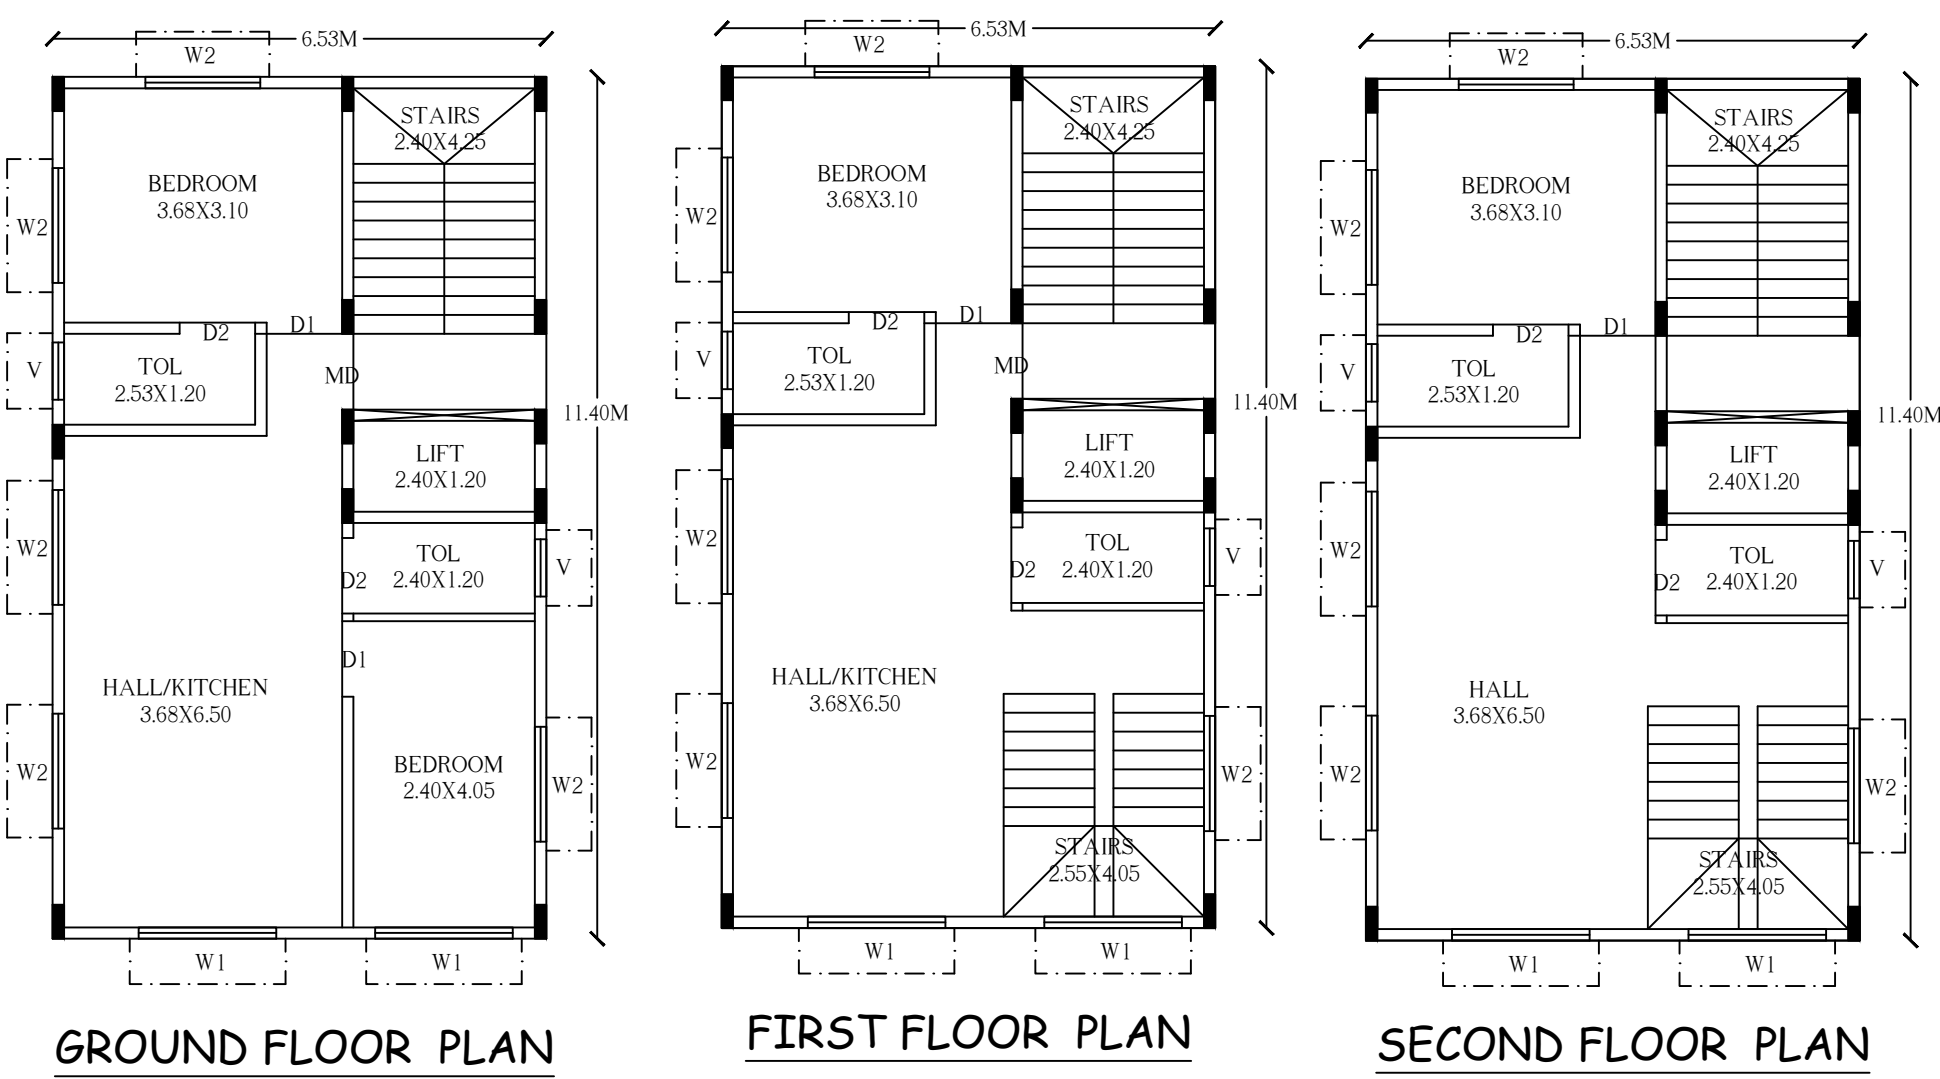 6.53M
W2
STAIRS
2.40X4.25
BEDROOM
3.68X3.10
W2
D2
D1
TOL
2.53X1.20
V
MD
11.40M
LIFT
2.40X1.20
W2
TOL
2.40X1.20
V
D2
D1
HALL/KITCHEN
3.68X6.50
W2
BEDROOM
2.40X4.05
W2
W1
W1
GROUND FLOOR PLAN
6.53M
W2
STAIRS
2.40X4.25
BEDROOM
3.68X3.10
W2
D2
D1
TOL
2.53X1.20
V
MD
11.40M
LIFT
2.40X1.20
W2
TOL
2.40X1.20
V
D2
HALL/KITCHEN
3.68X6.50
W2
W2
STAIRS
2.55X4.05
W1
W1
FIRST FLOOR PLAN
6.53M
W2
STAIRS
2.40X4.25
BEDROOM
3.68X3.10
W2
D2
D1
TOL
2.53X1.20
V
11.40M
LIFT
2.40X1.20
W2
TOL
2.40X1.20
V
D2
HALL
3.68X6.50
W2
W2
STAIRS
2.55X4.05
W1
W1
SECOND FLOOR PLAN